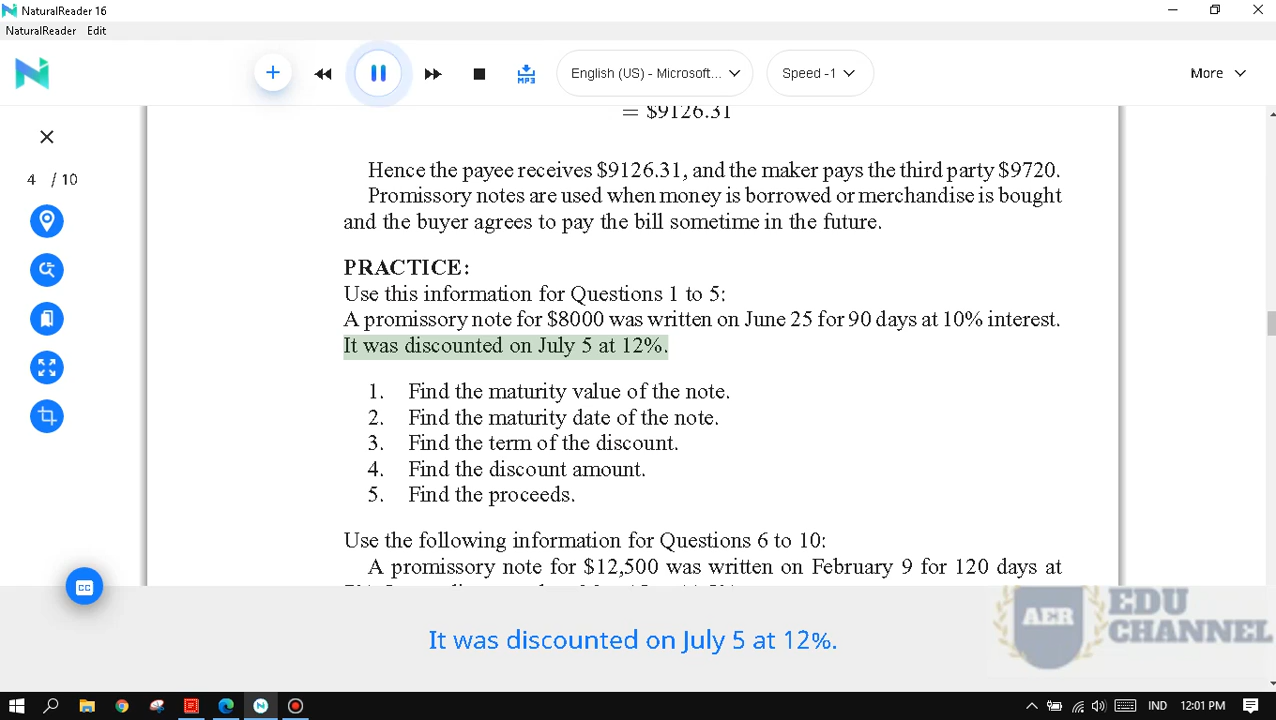 NaturalReader 16
NaturalReader Edit
MP3
English (US) - Microsoft...
Speed -1
More
= $9126.31
4 / 10
Hence the payee receives $9126.31, and the maker pays the third party $9720.
Promissory notes are used when money is borrowed or merchandise is bought
and the buyer agrees to pay the bill sometime in the future.
PRACTICE:
Use this information for Questions 1 to 5:
A promissory note for $8000 was written on June 25 for 90 days at 10% interest.
It was discounted on July 5 at 12%.
1. Find the maturity value of the note.
2. Find the maturity date of the note.
3. Find the term of the discount.
4. Find the discount amount.
5. Find the proceeds.
Use the following information for Questions 6 to 10:
A promissory note for $12,500 was written on February 9 for 120 days at
CC
It was discounted on July 5 at 12%.
AER
EDU
CHANNEL
IND
12:01 PM